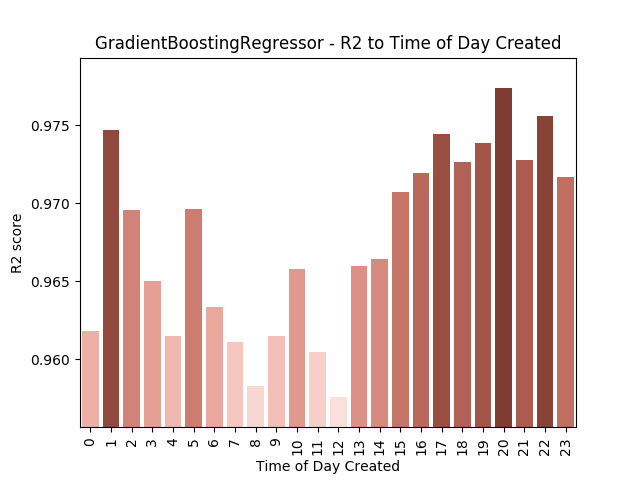 GradientBoostingRegressor - R2 to Time of Day Created
0.975
0.970
0.965
0.960
R2 score
0 1 2 3 4 5 6 7 8 9 10 11 12 13 14 15 16 17 18 19 20 21 22 23
Time of Day Created